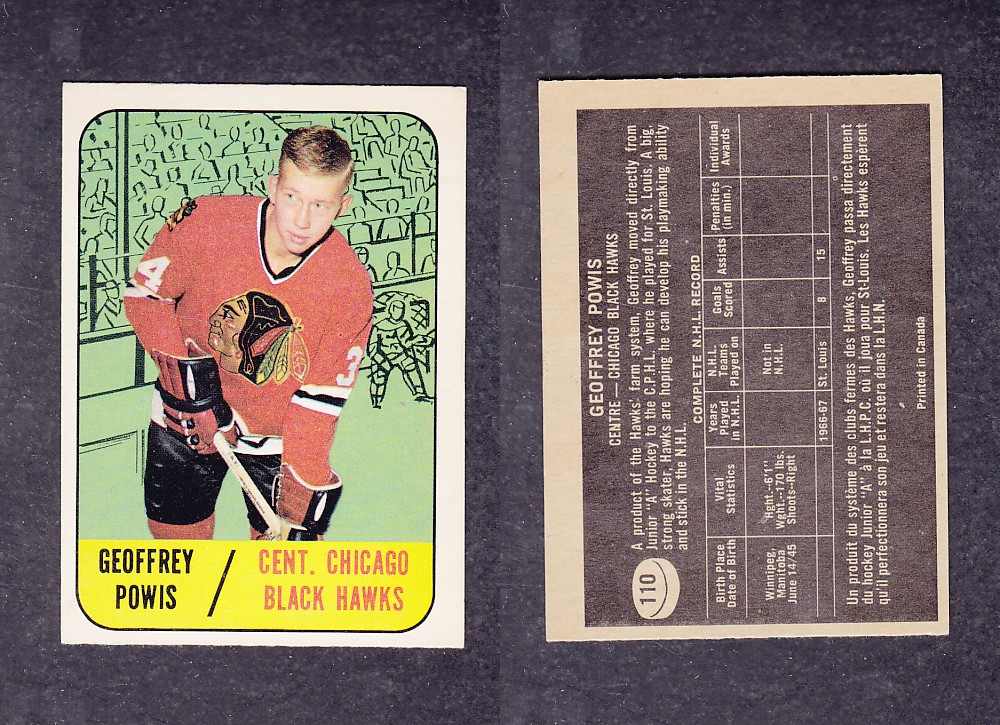 GEOFFREY
POWIS
/
CENT. CHICAGO
BLACK HAWKS
4
3
GEOFFREY POWIS
CENTRE — CHICAGO BLACK HAWKS
A product of the Hawks' farm system, Geoffrey moved directly from
Junior "A" Hockey to the C.P.H.L. where he played for St. Louis. A big,
strong skater, Hawks are hoping he can develop his playmaking ability
and stick in the N.H.L.
110
COMPLETE N.H.L. RECORD
Birth Place
Date of Birth
Vital
Statistics
Years
Played
in N.H.L
N.H.L.
Teams
Played on
Goals
Scored
Assists
Penalties
(in min.)
Individual
Awards
Winnipeg,
Manitoba
June 14/45
Hght.-6'1"
Wght.-170 lbs.
Shoots-Right
Not in
N.H.L.
1966-67 St. Louis 8 15
Un produit du système des clubs fermes des Hawks, Geoffrey passa directement
du hockey Junior "A" à la L.H.P.C. où il joua pour St-Louis. Les Hawks espèrent
qu'il perfectionnera son jeu et restera dans la L.H.N.
Printed in Canada